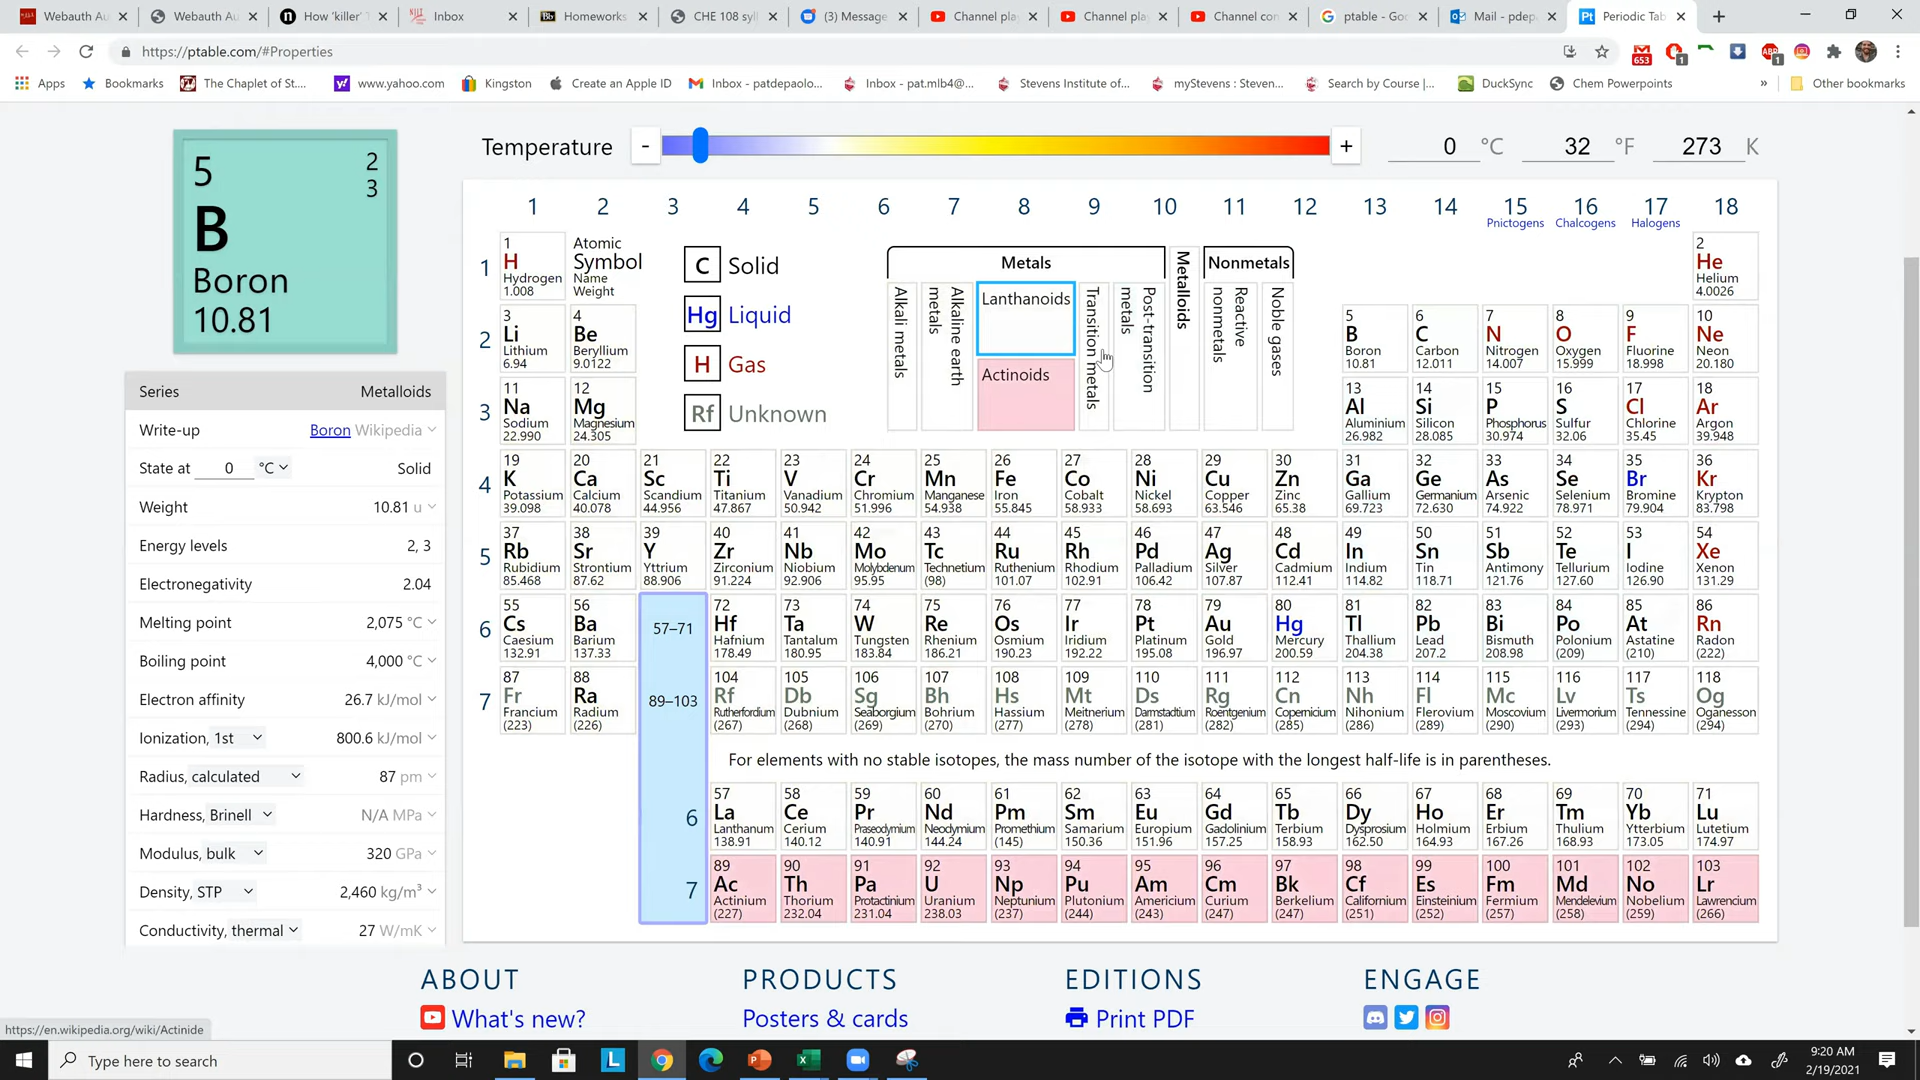 Webauth Au
Webauth Au
How 'killer' T
Inbox
Homeworks
CHE 108 syll
(3) Message
Channel pla
Channel pla
Channel con
ptable - Goo
Mail - pdep
Periodic Tab
https://ptable.com/#Properties
653
1
1
Apps
Bookmarks
The Chaplet of St....
www.yahoo.com
Kingston
Create an Apple ID
Inbox - patdepaolo...
Inbox - pat.mlb4@...
Stevens Institute of...
myStevens : Steven...
Search by Course |...
DuckSync
Chem Powerpoints
»
Other bookmarks
5
2
3
B
Boron
10.81
Series Metalloids
Write-up Boron Wikipedia
State at 0 °C Solid
Weight 10.81 u
Energy levels 2, 3
Electronegativity 2.04
Melting point 2,075 °C
Boiling point 4,000 °C
Electron affinity 26.7 kJ/mol
Ionization, 1st 800.6 kJ/mol
Radius, calculated 87 pm
Hardness, Brinell N/A MPa
Modulus, bulk 320 GPa
Density, STP 2,460 kg/m³
Conductivity, thermal 27 W/mK
Temperature - + 0 °C 32 °F 273 K
1 2 3 4 5 6 7 8 9 10 11 12 13 14 15 16 17 18
Pnictogens Chalcogens Halogens
1
1 H Hydrogen 1.008
Atomic Symbol Name Weight
C Solid
Hg Liquid
H Gas
Rf Unknown
Metals
Metalloids
Nonmetals
Alkali metals
Alkaline earth metals
Lanthanoids
Actinoids
Transition metals
Post-transition metals
Reactive nonmetals
Noble gases
2 He Helium 4.0026
2
3 Li Lithium 6.94
4 Be Beryllium 9.0122
5 B Boron 10.81
6 C Carbon 12.011
7 N Nitrogen 14.007
8 O Oxygen 15.999
9 F Fluorine 18.998
10 Ne Neon 20.180
3
11 Na Sodium 22.990
12 Mg Magnesium 24.305
13 Al Aluminium 26.982
14 Si Silicon 28.085
15 P Phosphorus 30.974
16 S Sulfur 32.06
17 Cl Chlorine 35.45
18 Ar Argon 39.948
4
19 K Potassium 39.098
20 Ca Calcium 40.078
21 Sc Scandium 44.956
22 Ti Titanium 47.867
23 V Vanadium 50.942
24 Cr Chromium 51.996
25 Mn Manganese 54.938
26 Fe Iron 55.845
27 Co Cobalt 58.933
28 Ni Nickel 58.693
29 Cu Copper 63.546
30 Zn Zinc 65.38
31 Ga Gallium 69.723
32 Ge Germanium 72.630
33 As Arsenic 74.922
34 Se Selenium 78.971
35 Br Bromine 79.904
36 Kr Krypton 83.798
5
37 Rb Rubidium 85.468
38 Sr Strontium 87.62
39 Y Yttrium 88.906
40 Zr Zirconium 91.224
41 Nb Niobium 92.906
42 Mo Molybdenum 95.95
43 Tc Technetium (98)
44 Ru Ruthenium 101.07
45 Rh Rhodium 102.91
46 Pd Palladium 106.42
47 Ag Silver 107.87
48 Cd Cadmium 112.41
49 In Indium 114.82
50 Sn Tin 118.71
51 Sb Antimony 121.76
52 Te Tellurium 127.60
53 I Iodine 126.90
54 Xe Xenon 131.29
6
55 Cs Caesium 132.91
56 Ba Barium 137.33
57–71
72 Hf Hafnium 178.49
73 Ta Tantalum 180.95
74 W Tungsten 183.84
75 Re Rhenium 186.21
76 Os Osmium 190.23
77 Ir Iridium 192.22
78 Pt Platinum 195.08
79 Au Gold 196.97
80 Hg Mercury 200.59
81 Tl Thallium 204.38
82 Pb Lead 207.2
83 Bi Bismuth 208.98
84 Po Polonium (209)
85 At Astatine (210)
86 Rn Radon (222)
7
87 Fr Francium (223)
88 Ra Radium (226)
89–103
104 Rf Rutherfordium (267)
105 Db Dubnium (268)
106 Sg Seaborgium (269)
107 Bh Bohrium (270)
108 Hs Hassium (277)
109 Mt Meitnerium (278)
110 Ds Darmstadtium (281)
111 Rg Roentgenium (282)
112 Cn Copernicium (285)
113 Nh Nihonium (286)
114 Fl Flerovium (289)
115 Mc Moscovium (290)
116 Lv Livermorium (293)
117 Ts Tennessine (294)
118 Og Oganesson (294)
For elements with no stable isotopes, the mass number of the isotope with the longest half-life is in parentheses.
6
57 La Lanthanum 138.91
58 Ce Cerium 140.12
59 Pr Praseodymium 140.91
60 Nd Neodymium 144.24
61 Pm Promethium (145)
62 Sm Samarium 150.36
63 Eu Europium 151.96
64 Gd Gadolinium 157.25
65 Tb Terbium 158.93
66 Dy Dysprosium 162.50
67 Ho Holmium 164.93
68 Er Erbium 167.26
69 Tm Thulium 168.93
70 Yb Ytterbium 173.05
71 Lu Lutetium 174.97
7
89 Ac Actinium (227)
90 Th Thorium 232.04
91 Pa Protactinium 231.04
92 U Uranium 238.03
93 Np Neptunium (237)
94 Pu Plutonium (244)
95 Am Americium (243)
96 Cm Curium (247)
97 Bk Berkelium (247)
98 Cf Californium (251)
99 Es Einsteinium (252)
100 Fm Fermium (257)
101 Md Mendelevium (258)
102 No Nobelium (259)
103 Lr Lawrencium (266)
ABOUT PRODUCTS EDITIONS ENGAGE
What's new? Posters & cards Print PDF
https://en.wikipedia.org/wiki/Actinide
Type here to search
9:20 AM
2/19/2021